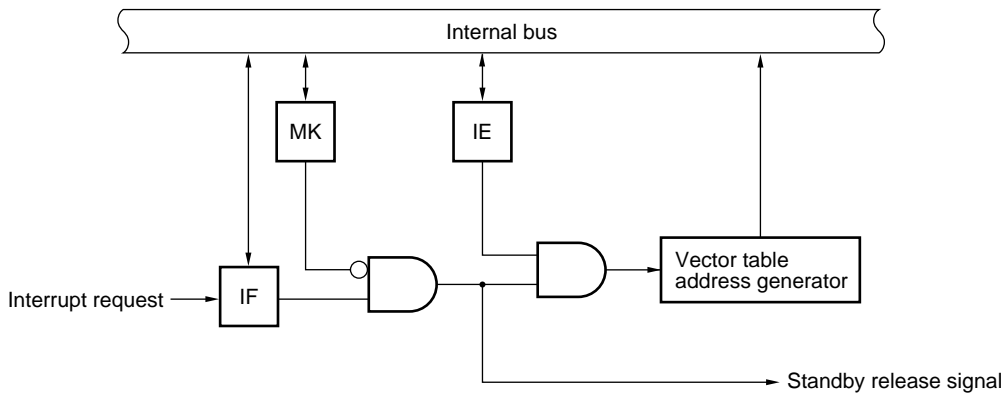 Internal bus
MK
IE
Interrupt request
IF
Vector table
address generator
Standby release signal